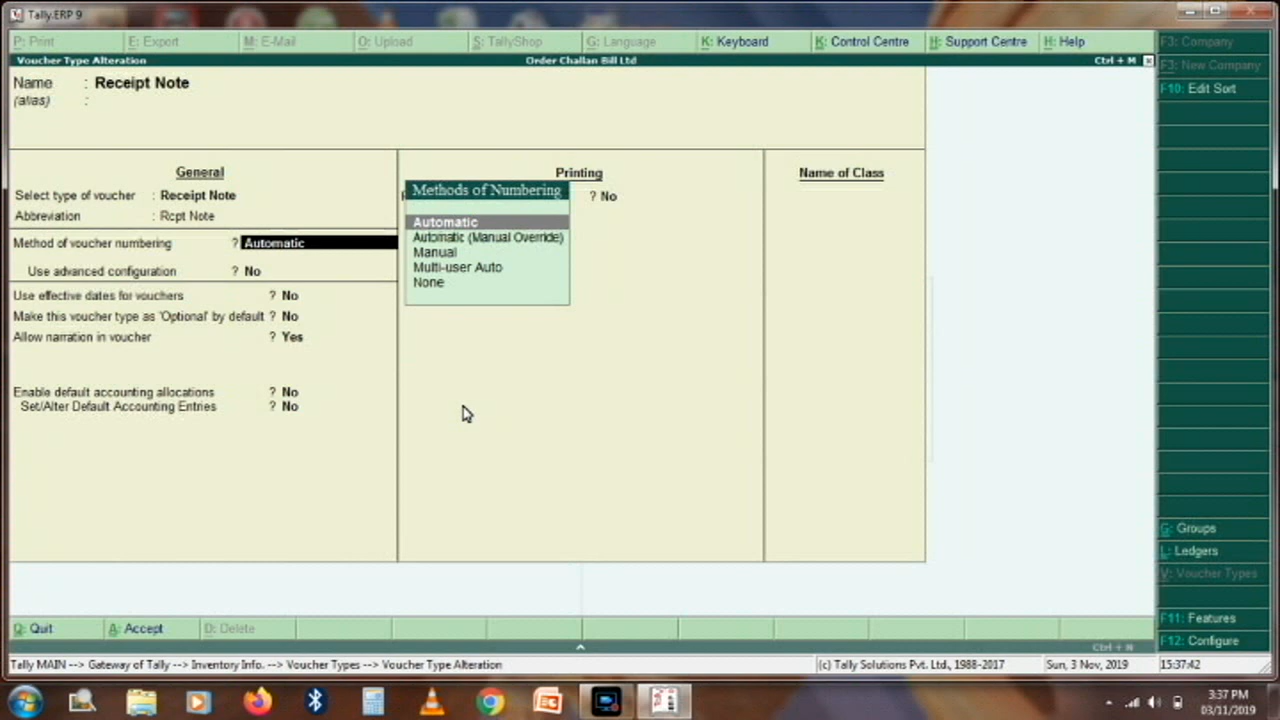 Tally.ERP 9
P: Print E: Export M: E-Mail O: Upload S: TallyShop G: Language K: Keyboard K: Control Centre H: Support Centre H: Help
F3: Company
Voucher Type Alteration Order Challan Bill Ltd Ctrl + M
F3: New Company
F10: Edit Sort
Name : Receipt Note
(alias) :
General
Select type of voucher : Receipt Note
Abbreviation : Rcpt Note
Method of voucher numbering ? Automatic
Use advanced configuration ? No
Use effective dates for vouchers ? No
Make this voucher type as 'Optional' by default ? No
Allow narration in voucher ? Yes
Enable default accounting allocations ? No
Set/Alter Default Accounting Entries ? No
Printing
? No
Methods of Numbering
Automatic
Automatic (Manual Override)
Manual
Multi-user Auto
None
Name of Class
G: Groups
L: Ledgers
V: Voucher Types
F11: Features
F12: Configure
Q: Quit A: Accept D: Delete
Ctrl + N
Tally MAIN --> Gateway of Tally --> Inventory Info. --> Voucher Types --> Voucher Type Alteration (c) Tally Solutions Pvt. Ltd., 1988-2017 Sun, 3 Nov, 2019 15:37:42
3:37 PM
03/11/2019